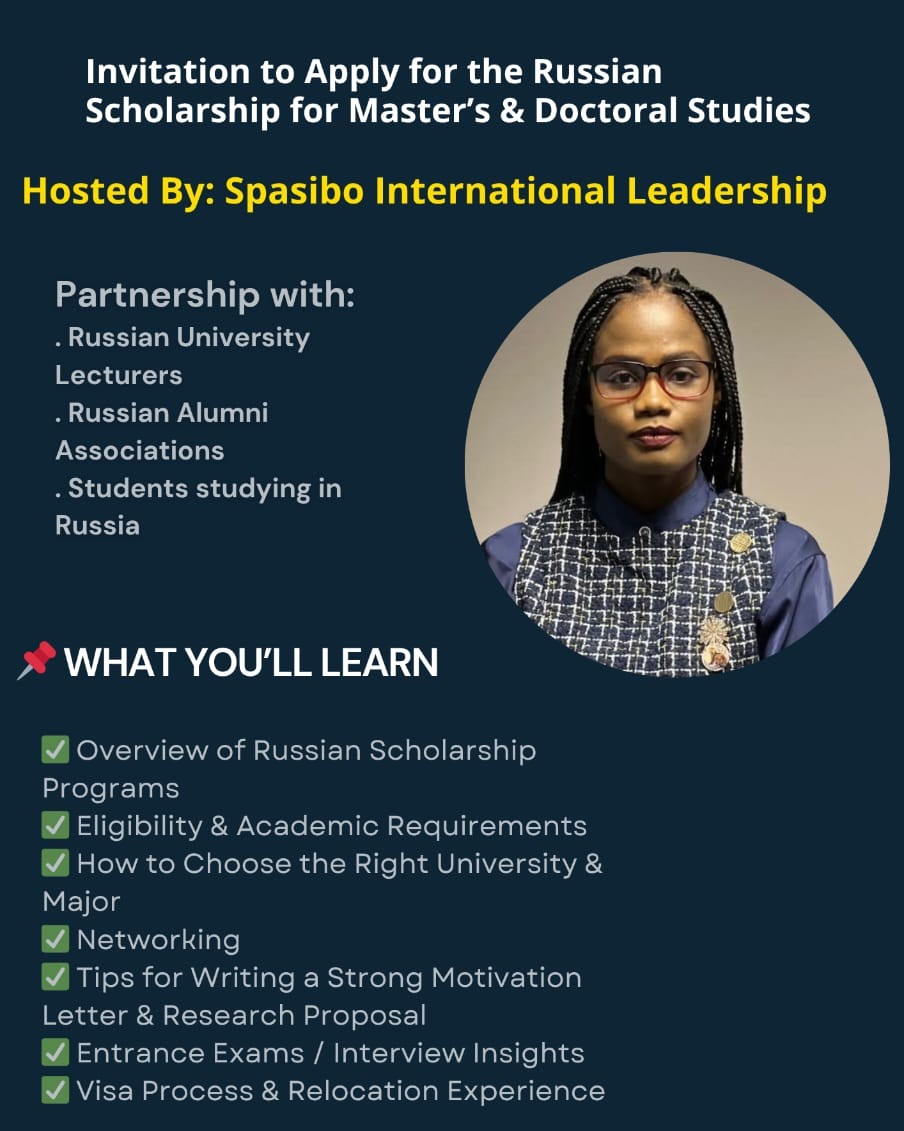 Invitation to Apply for the Russian
Scholarship for Master’s & Doctoral Studies
Hosted By: Spasibo International Leadership
Partnership with:
. Russian University
Lecturers
. Russian Alumni
Associations
. Students studying in
Russia
📌 WHAT YOU’LL LEARN
✅ Overview of Russian Scholarship
Programs
✅ Eligibility & Academic Requirements
✅ How to Choose the Right University &
Major
✅ Networking
✅ Tips for Writing a Strong Motivation
Letter & Research Proposal
✅ Entrance Exams / Interview Insights
✅ Visa Process & Relocation Experience